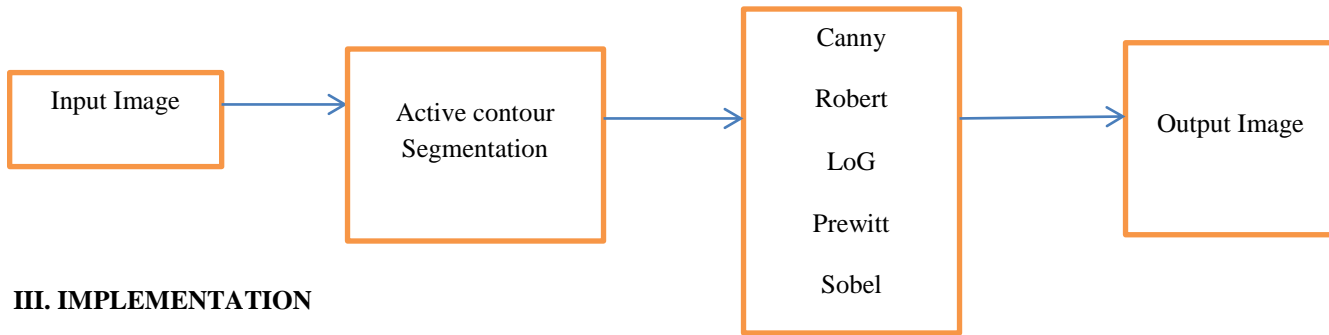 Input Image
Active contour
Segmentation
Canny
Robert
LoG
Prewitt
Sobel
Output Image
III. IMPLEMENTATION